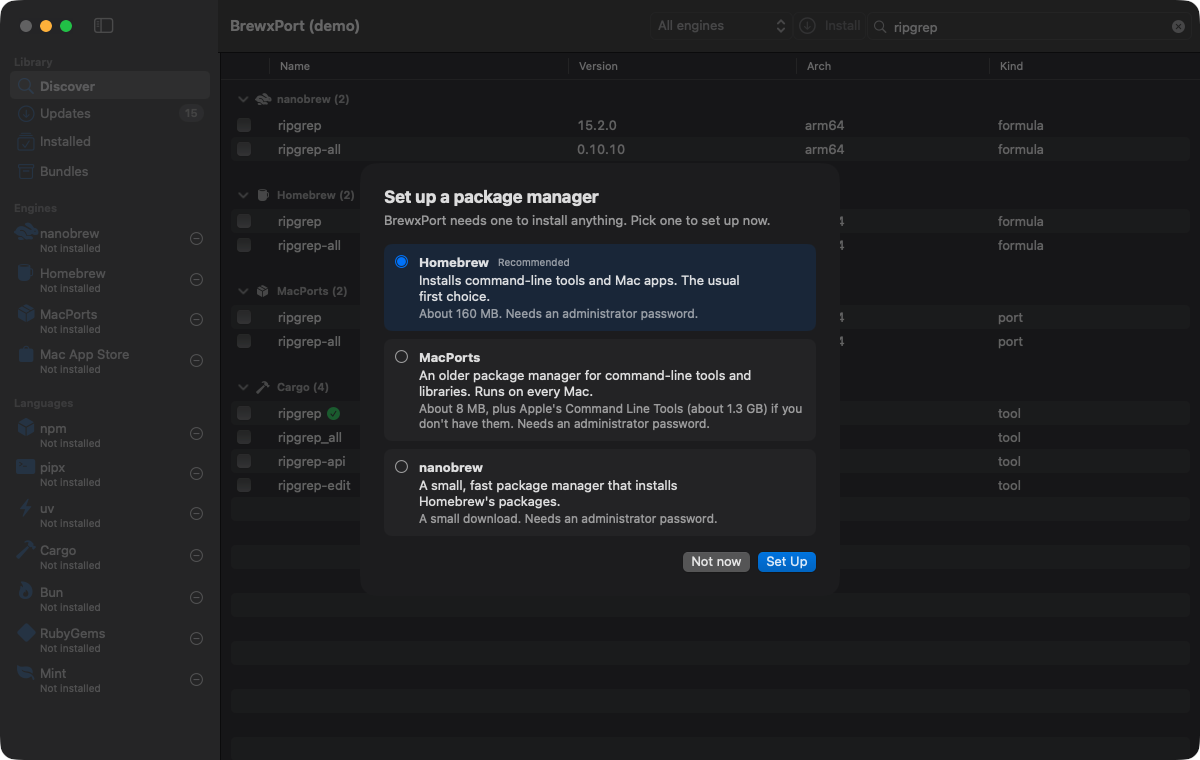 BrewxPort (demo)
All engines
Install
ripgrep
Library
Discover
Updates 15
Installed
Bundles
Engines
nanobrew
Not installed
Homebrew
Not installed
MacPorts
Not installed
Mac App Store
Not installed
Languages
npm
Not installed
pipx
Not installed
uv
Not installed
Cargo
Not installed
Bun
Not installed
RubyGems
Not installed
Mint
Not installed
Name Version Arch Kind
nanobrew (2)
ripgrep 15.2.0 arm64 formula
ripgrep-all 0.10.10 arm64 formula
Homebrew (2)
ripgrep 4 formula
ripgrep-all 4 formula
MacPorts (2)
ripgrep 4 port
ripgrep-all 4 port
Cargo (4)
ripgrep tool
ripgrep_all tool
ripgrep-api tool
ripgrep-edit tool
Set up a package manager
BrewxPort needs one to install anything. Pick one to set up now.
Homebrew Recommended
Installs command-line tools and Mac apps. The usual
first choice.
About 160 MB. Needs an administrator password.
MacPorts
An older package manager for command-line tools and
libraries. Runs on every Mac.
About 8 MB, plus Apple's Command Line Tools (about 1.3 GB) if you
don't have them. Needs an administrator password.
nanobrew
A small, fast package manager that installs
Homebrew's packages.
A small download. Needs an administrator password.
Not now
Set Up